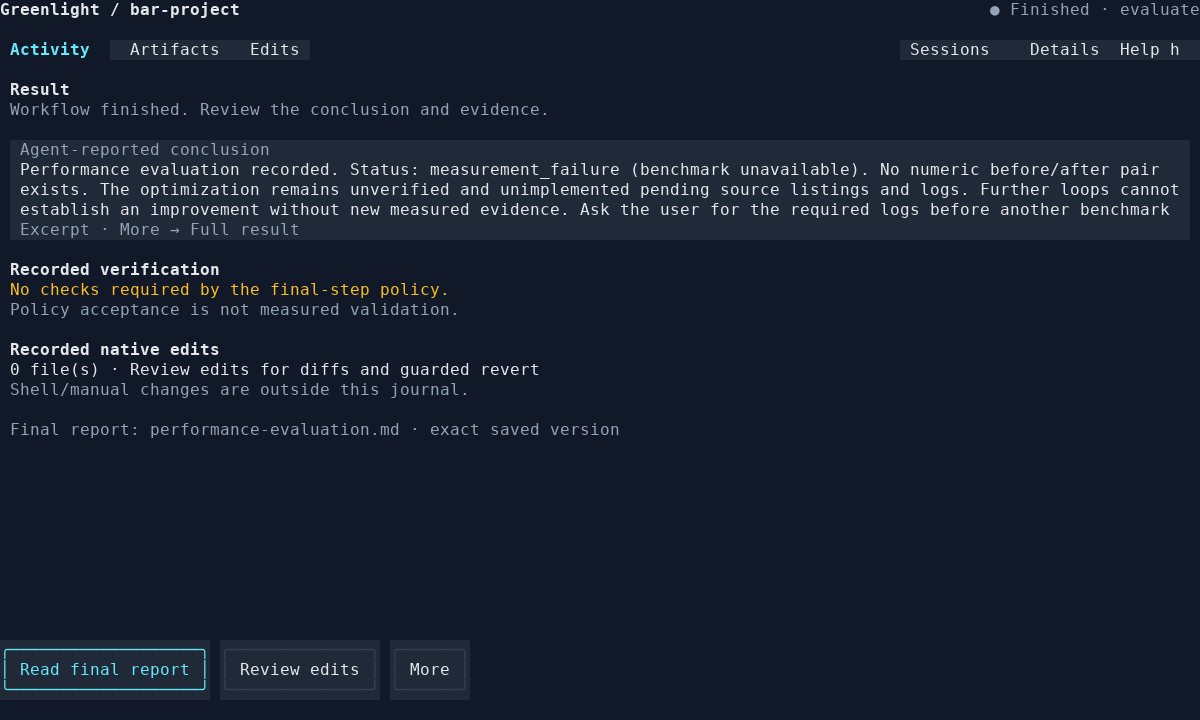 Greenlight / bar-project ● Finished · evaluate
Activity Artifacts Edits Sessions Details Help h
Result
Workflow finished. Review the conclusion and evidence.
Agent-reported conclusion
Performance evaluation recorded. Status: measurement_failure (benchmark unavailable). No numeric before/after pair
exists. The optimization remains unverified and unimplemented pending source listings and logs. Further loops cannot
establish an improvement without new measured evidence. Ask the user for the required logs before another benchmark
Excerpt · More → Full result
Recorded verification
No checks required by the final-step policy.
Policy acceptance is not measured validation.
Recorded native edits
0 file(s) · Review edits for diffs and guarded revert
Shell/manual changes are outside this journal.
Final report: performance-evaluation.md · exact saved version
Read final report Review edits More